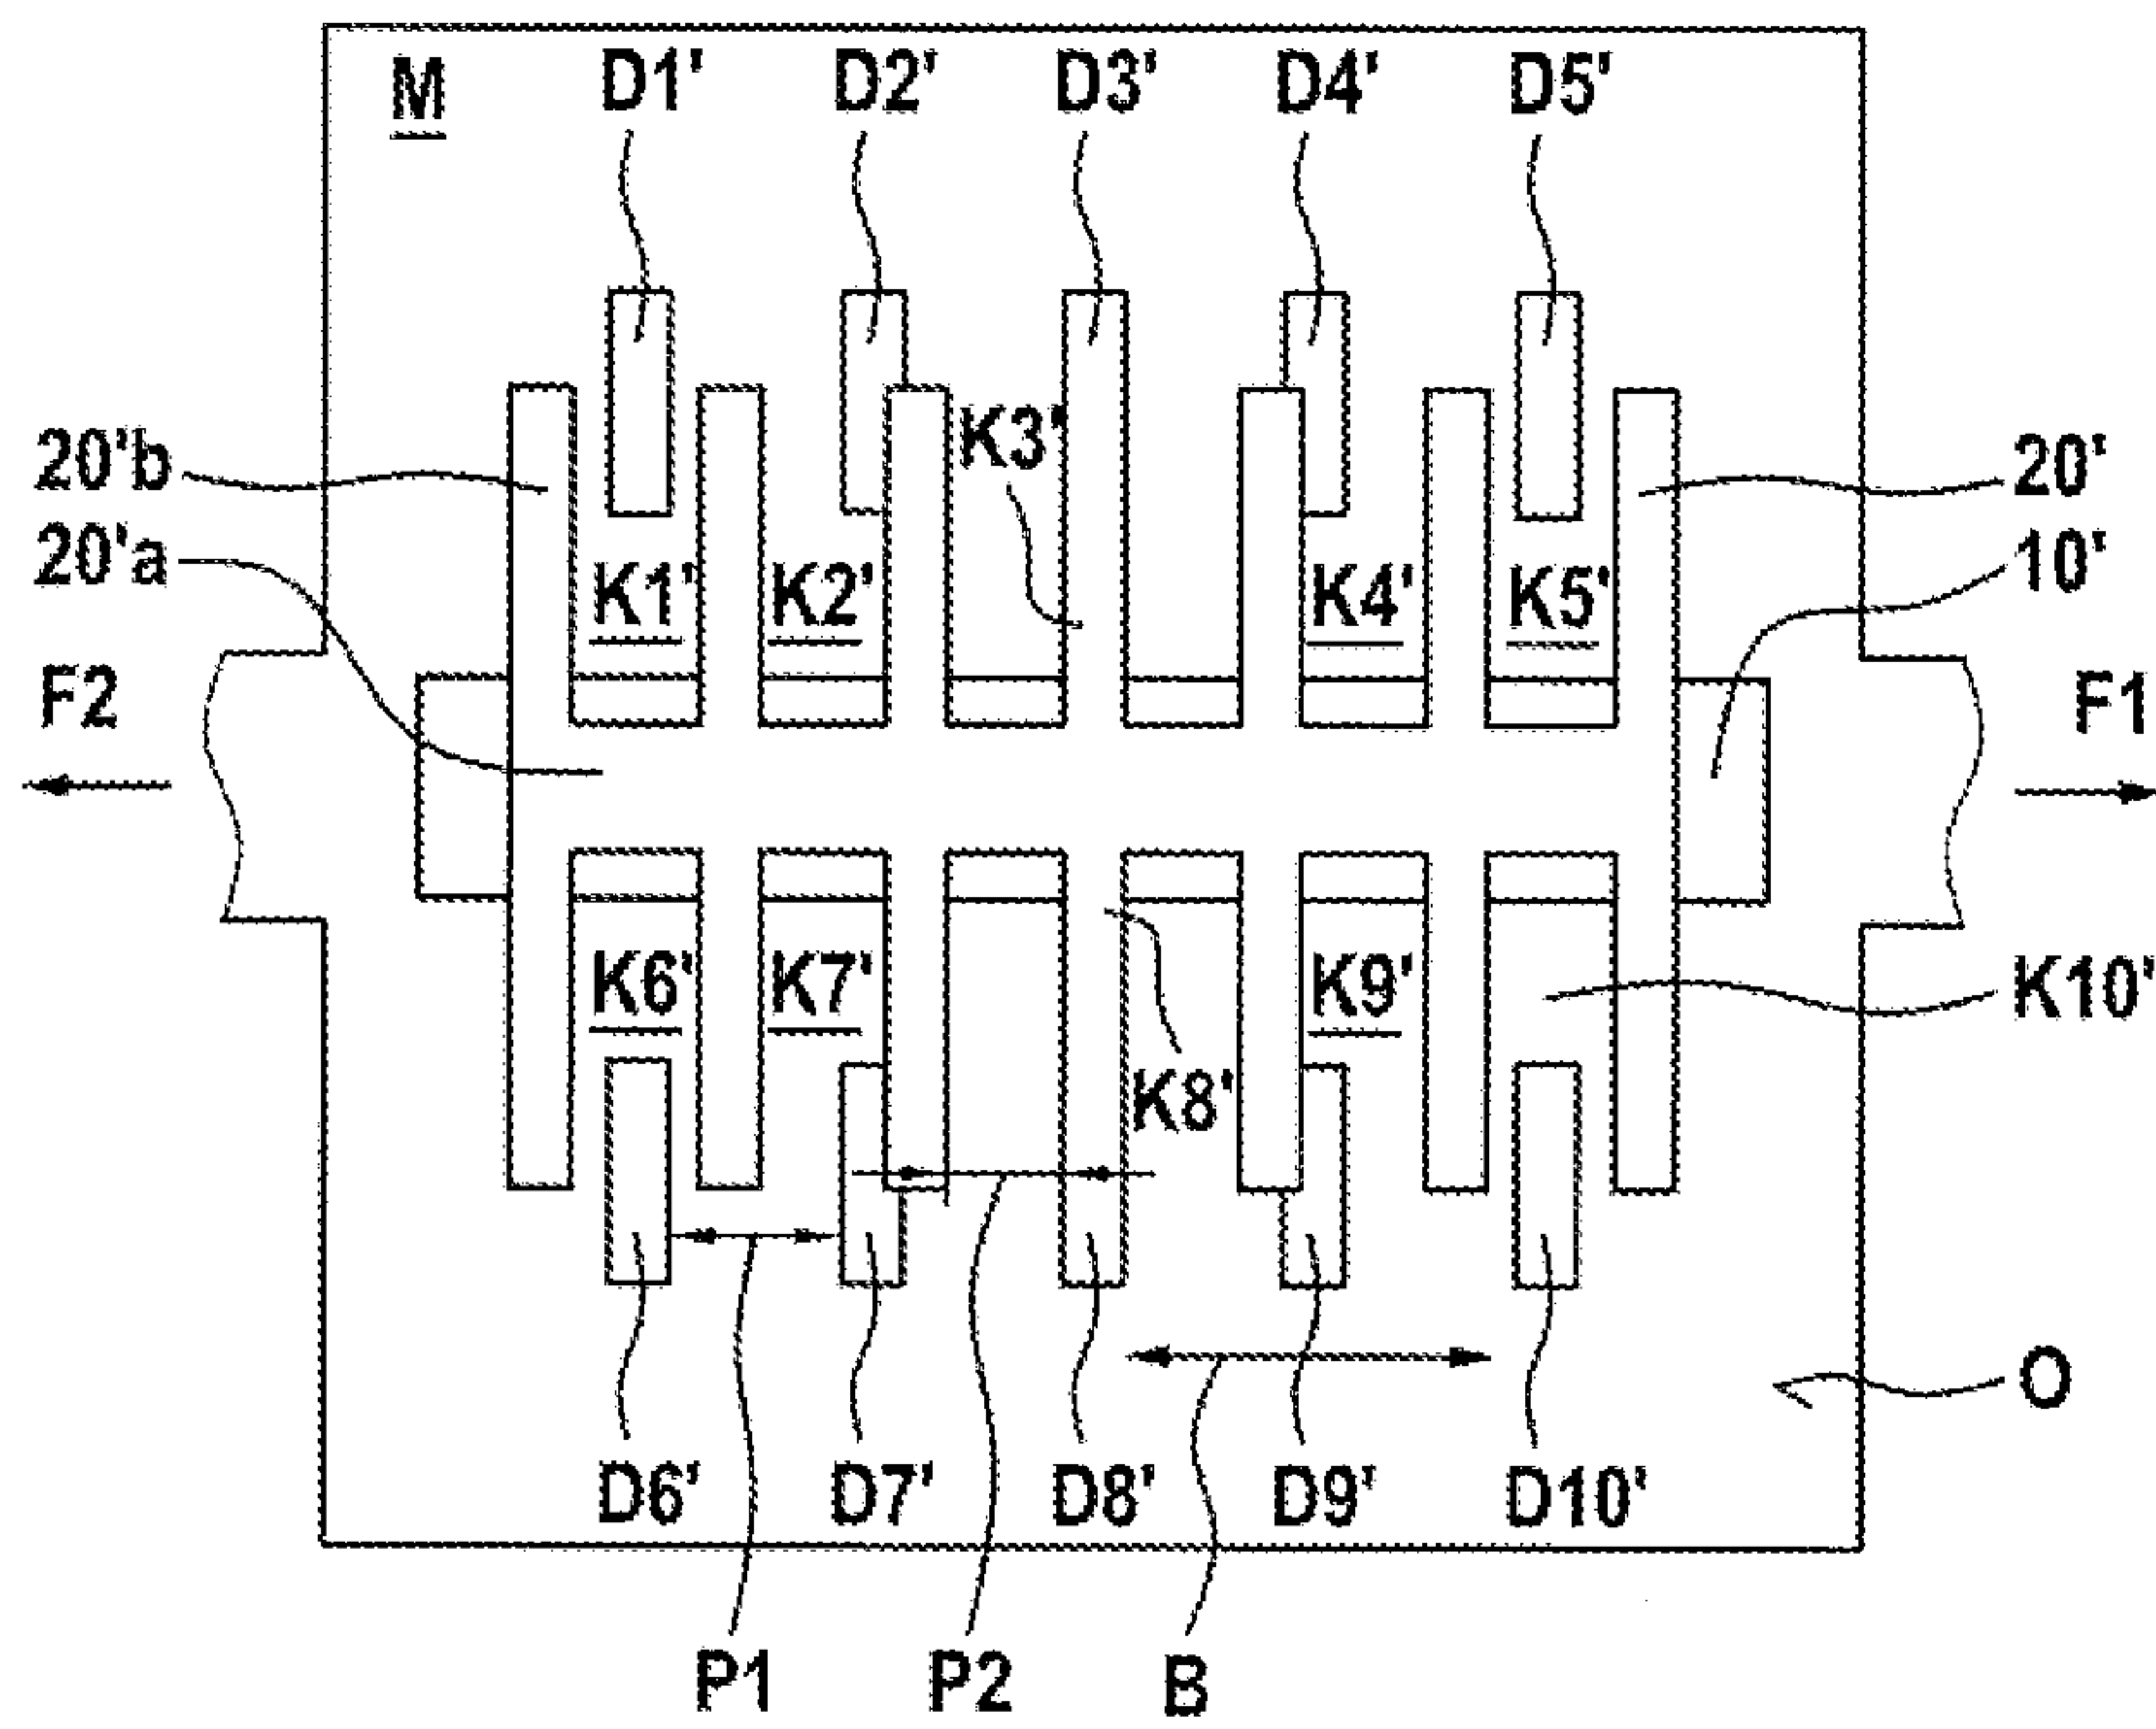 M D1' D2' D3' D4' D5'
K3'
20'b 20'
20'a K1' K2' K4' K5' 10'
F2 F1
K6' K7' K9' K10'
K8'
O
D6' D7' D8' D9' D10'
P1 P2 B